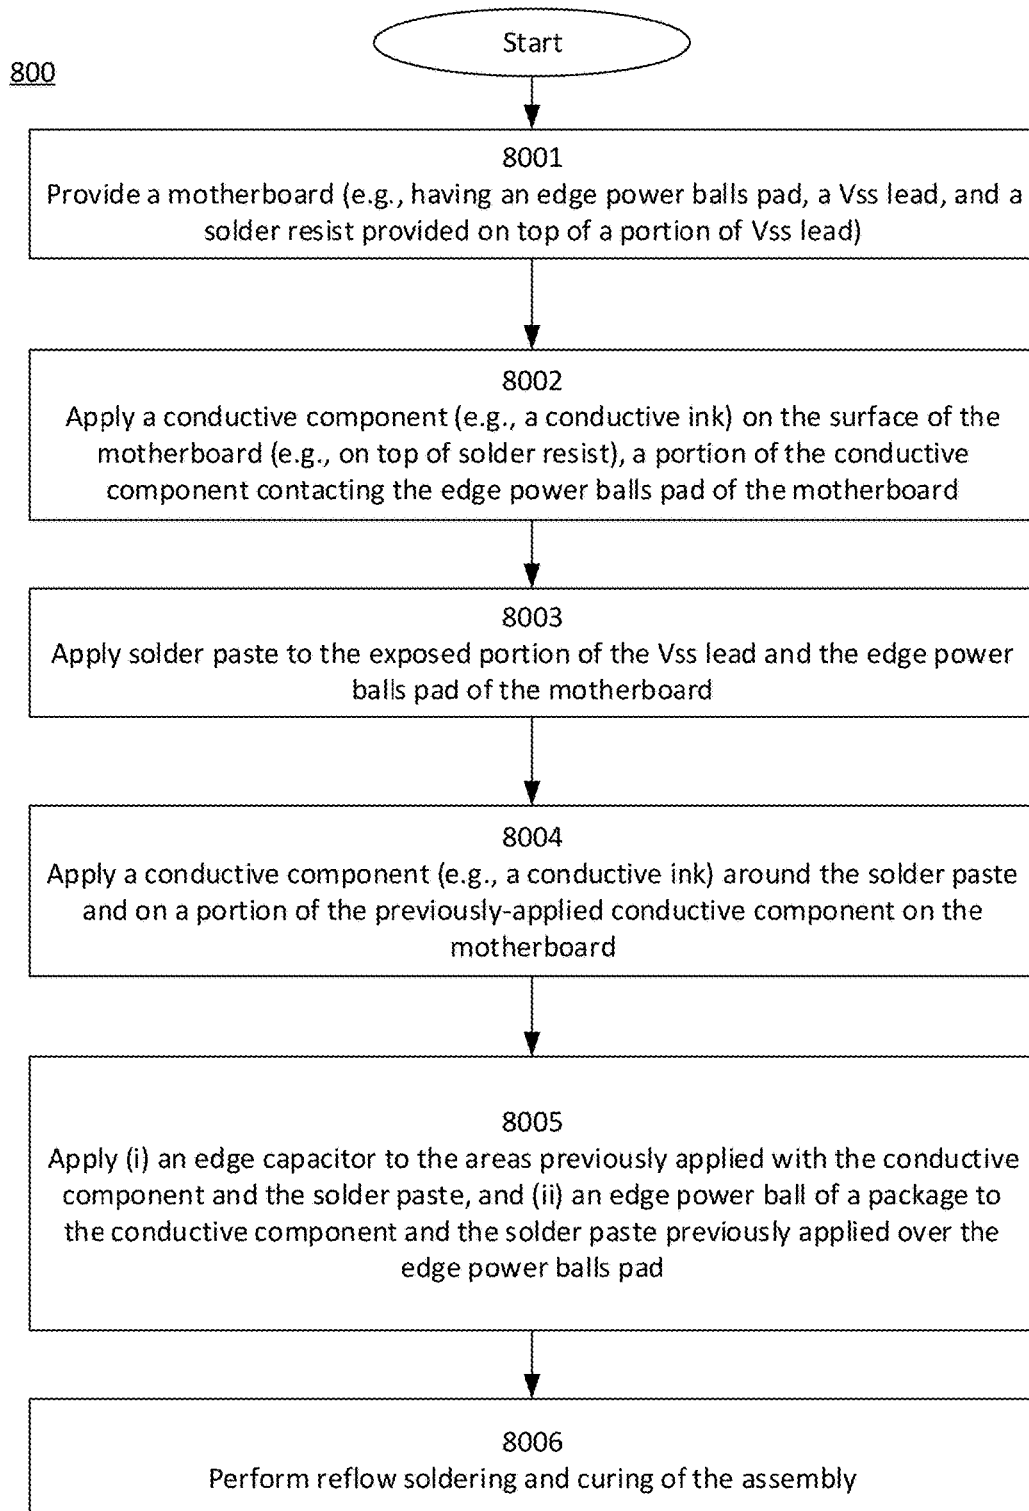 Start
800
8001
Provide a motherboard (e.g., having an edge power balls pad, a Vss lead, and a
solder resist provided on top of a portion of Vss lead)
8002
Apply a conductive component (e.g., a conductive ink) on the surface of the
motherboard (e.g., on top of solder resist), a portion of the conductive
component contacting the edge power balls pad of the motherboard
8003
Apply solder paste to the exposed portion of the Vss lead and the edge power
balls pad of the motherboard
8004
Apply a conductive component (e.g., a conductive ink) around the solder paste
and on a portion of the previously-applied conductive component on the
motherboard
8005
Apply (i) an edge capacitor to the areas previously applied with the conductive
component and the solder paste, and (ii) an edge power ball of a package to
the conductive component and the solder paste previously applied over the
edge power balls pad
8006
Perform reflow soldering and curing of the assembly